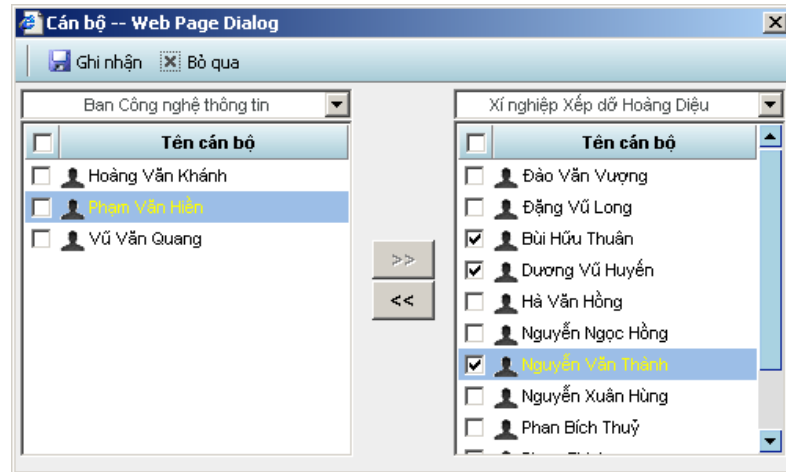 Cán bộ -- Web Page Dialog
Ghi nhận Bỏ qua
Ban Công nghệ thông tin
Tên cán bộ
Hoàng Văn Khánh
Phạm Văn Hiền
Vũ Văn Quang
>>
<<
Xí nghiệp Xếp dỡ Hoàng Diệu
Tên cán bộ
Đào Văn Vượng
Đặng Vũ Long
Bùi Hữu Thuân
Dương Vũ Huyến
Hà Văn Hồng
Nguyễn Ngọc Hồng
Nguyễn Văn Thành
Nguyễn Xuân Hùng
Phan Bích Thuỷ